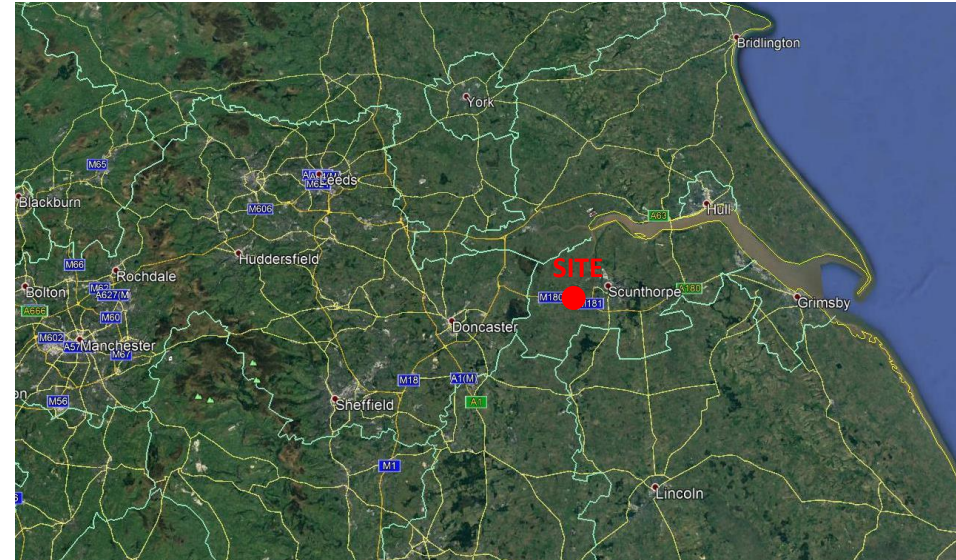 Bridlington
York
M65
Leeds
Blackburn
M606
A63
Hull
Huddersfield
M66
SITE
Rochdale
M62
Bolton
A627(M)
M180
M181
Scunthorpe
A180
Grimsby
A666
M60
Doncaster
M602
Manchester
M67
M18
A1(M)
M56
A1
Sheffield
M1
Lincoln